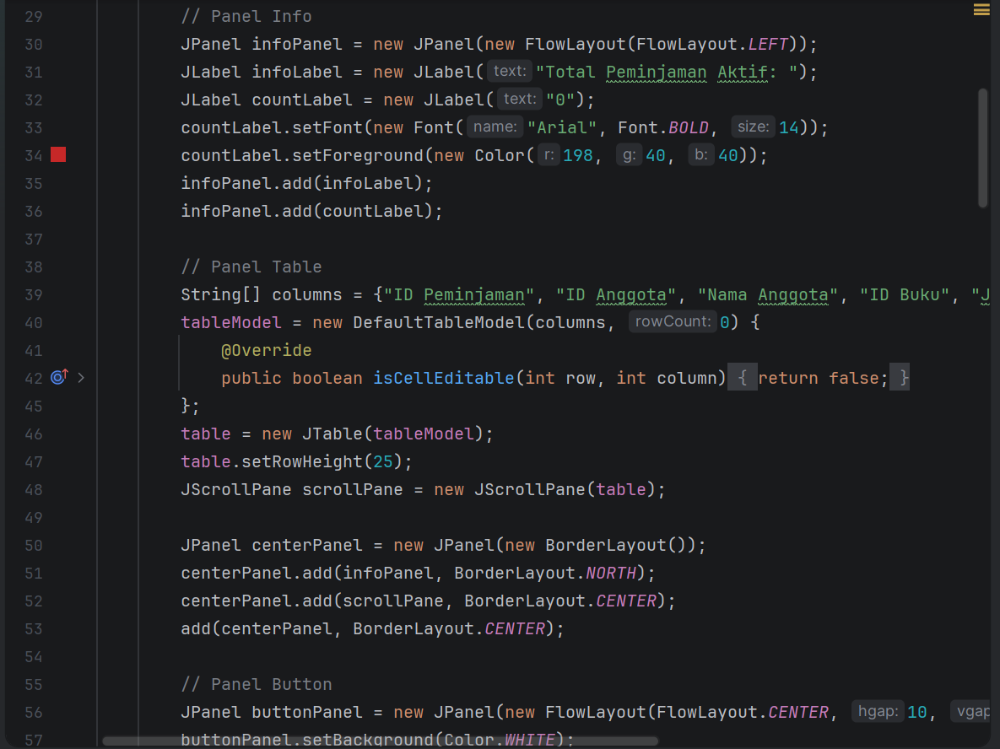 29 // Panel Info
30 JPanel infoPanel = new JPanel(new FlowLayout(FlowLayout.LEFT));
31 JLabel infoLabel = new JLabel( text: "Total Peminjaman Aktif: ");
32 JLabel countLabel = new JLabel( text: "0");
33 countLabel.setFont(new Font( name: "Arial", Font.BOLD, size: 14));
34 countLabel.setForeground(new Color( r: 198, g: 40, b: 40));
35 infoPanel.add(infoLabel);
36 infoPanel.add(countLabel);
37
38 // Panel Table
39 String[] columns = {"ID Peminjaman", "ID Anggota", "Nama Anggota", "ID Buku", "J
40 tableModel = new DefaultTableModel(columns, rowCount: 0) {
41 @Override
42 public boolean isCellEditable(int row, int column) { return false; }
45 };
46 table = new JTable(tableModel);
47 table.setRowHeight(25);
48 JScrollPane scrollPane = new JScrollPane(table);
49
50 JPanel centerPanel = new JPanel(new BorderLayout());
51 centerPanel.add(infoPanel, BorderLayout.NORTH);
52 centerPanel.add(scrollPane, BorderLayout.CENTER);
53 add(centerPanel, BorderLayout.CENTER);
54
55 // Panel Button
56 JPanel buttonPanel = new JPanel(new FlowLayout(FlowLayout.CENTER, hgap: 10, vgap
57 buttonPanel.setBackground(Color.WHITE);